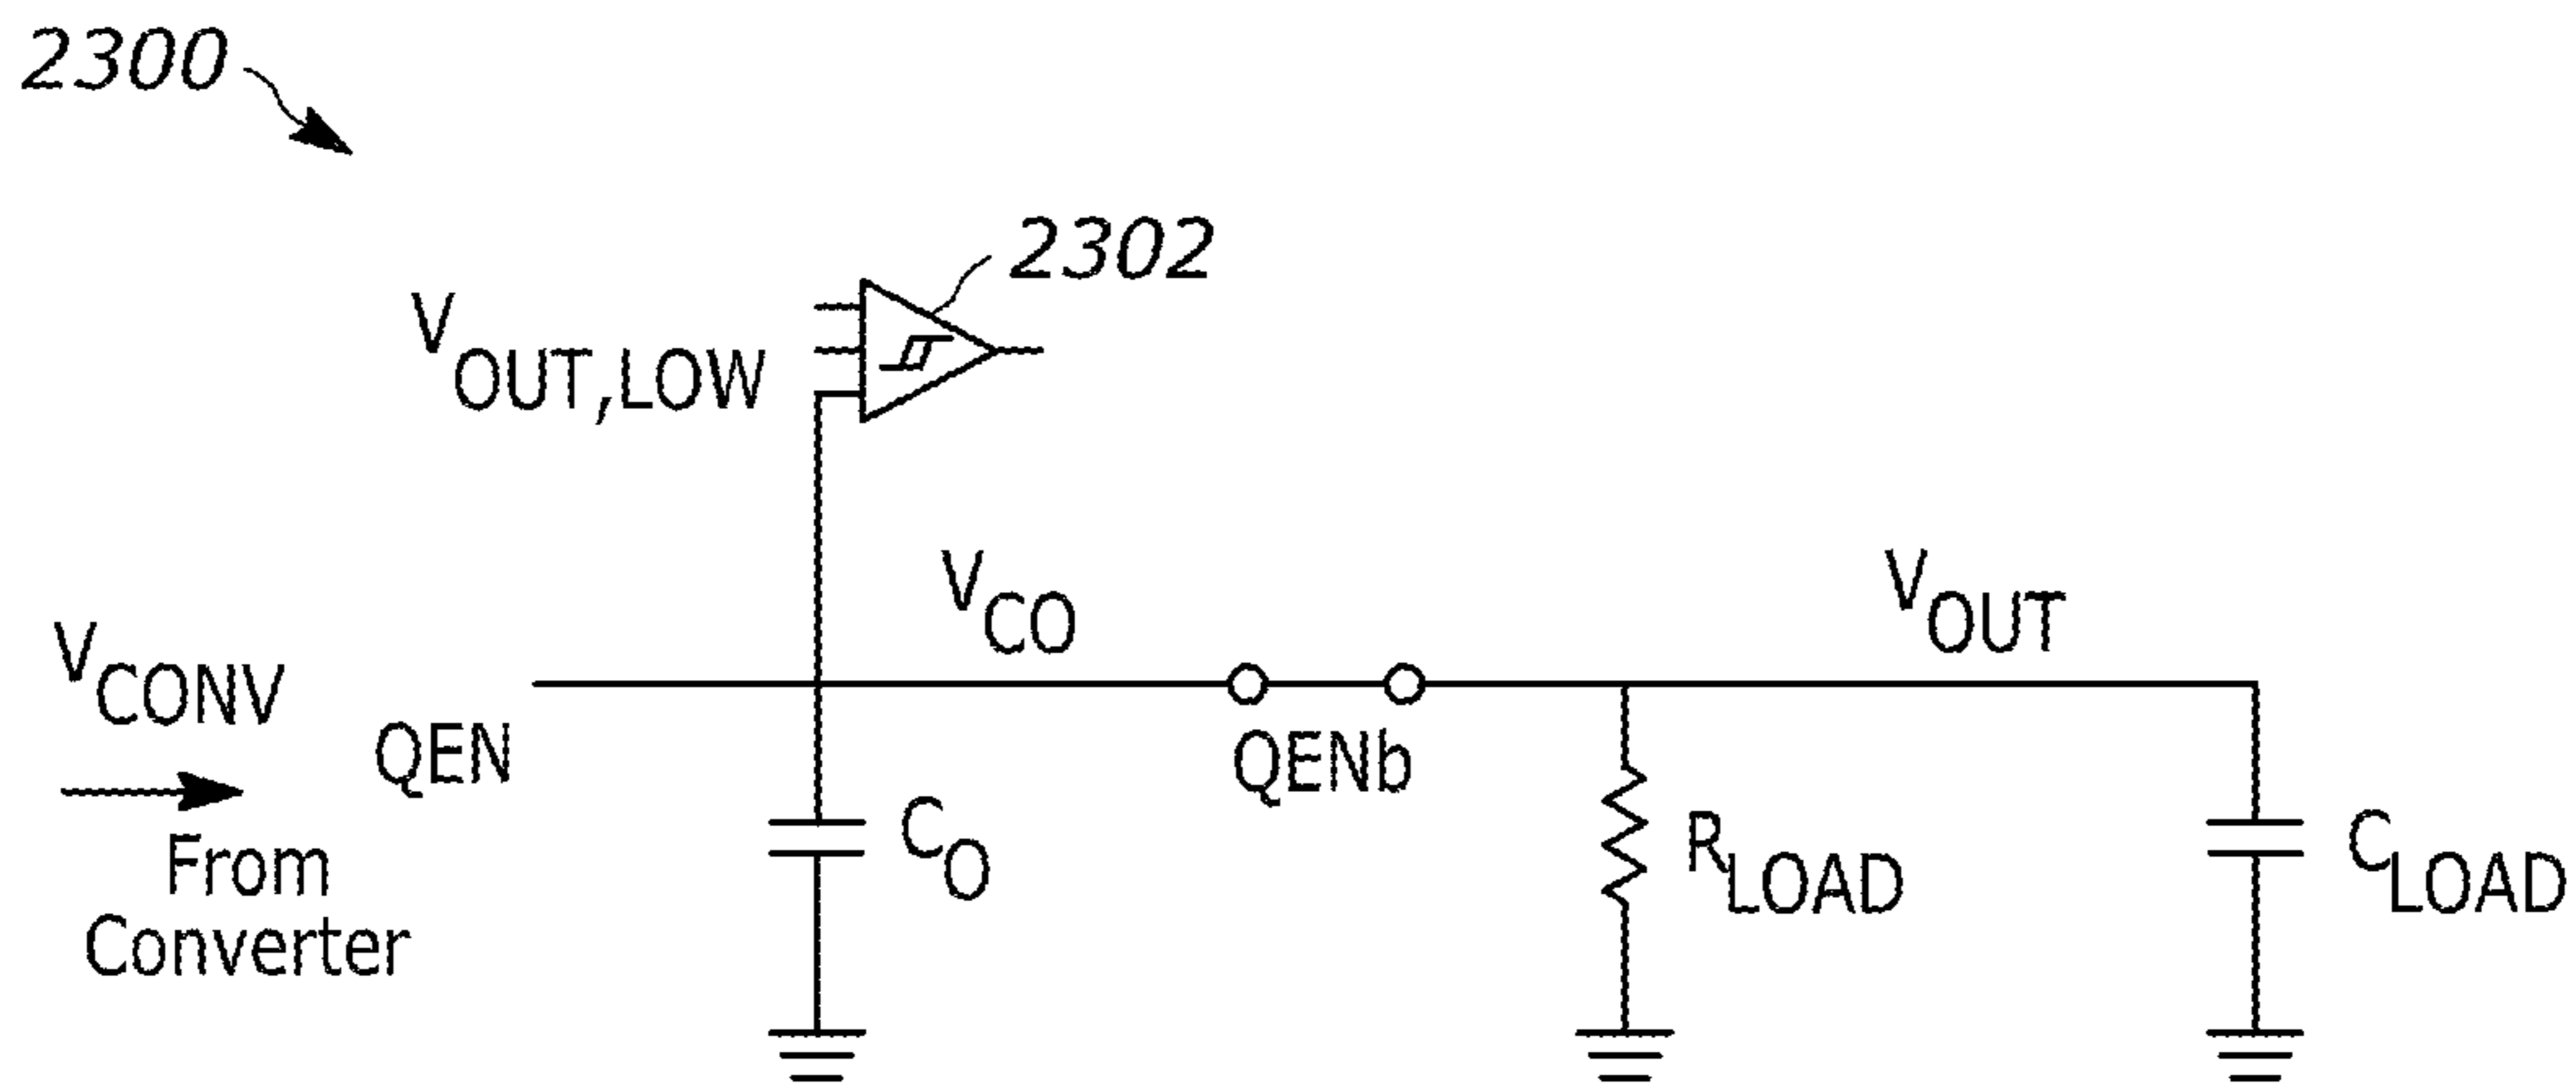 2300
2302
VOUT,LOW
VCO
VOUT
VCONV
QEN
QENb
From
Converter
CO
RLOAD
CLOAD